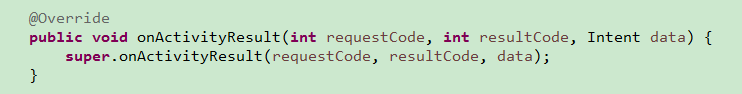 @Override
public void onActivityResult(int requestCode, int resultCode, Intent data) {
super.onActivityResult(requestCode, resultCode, data);
}